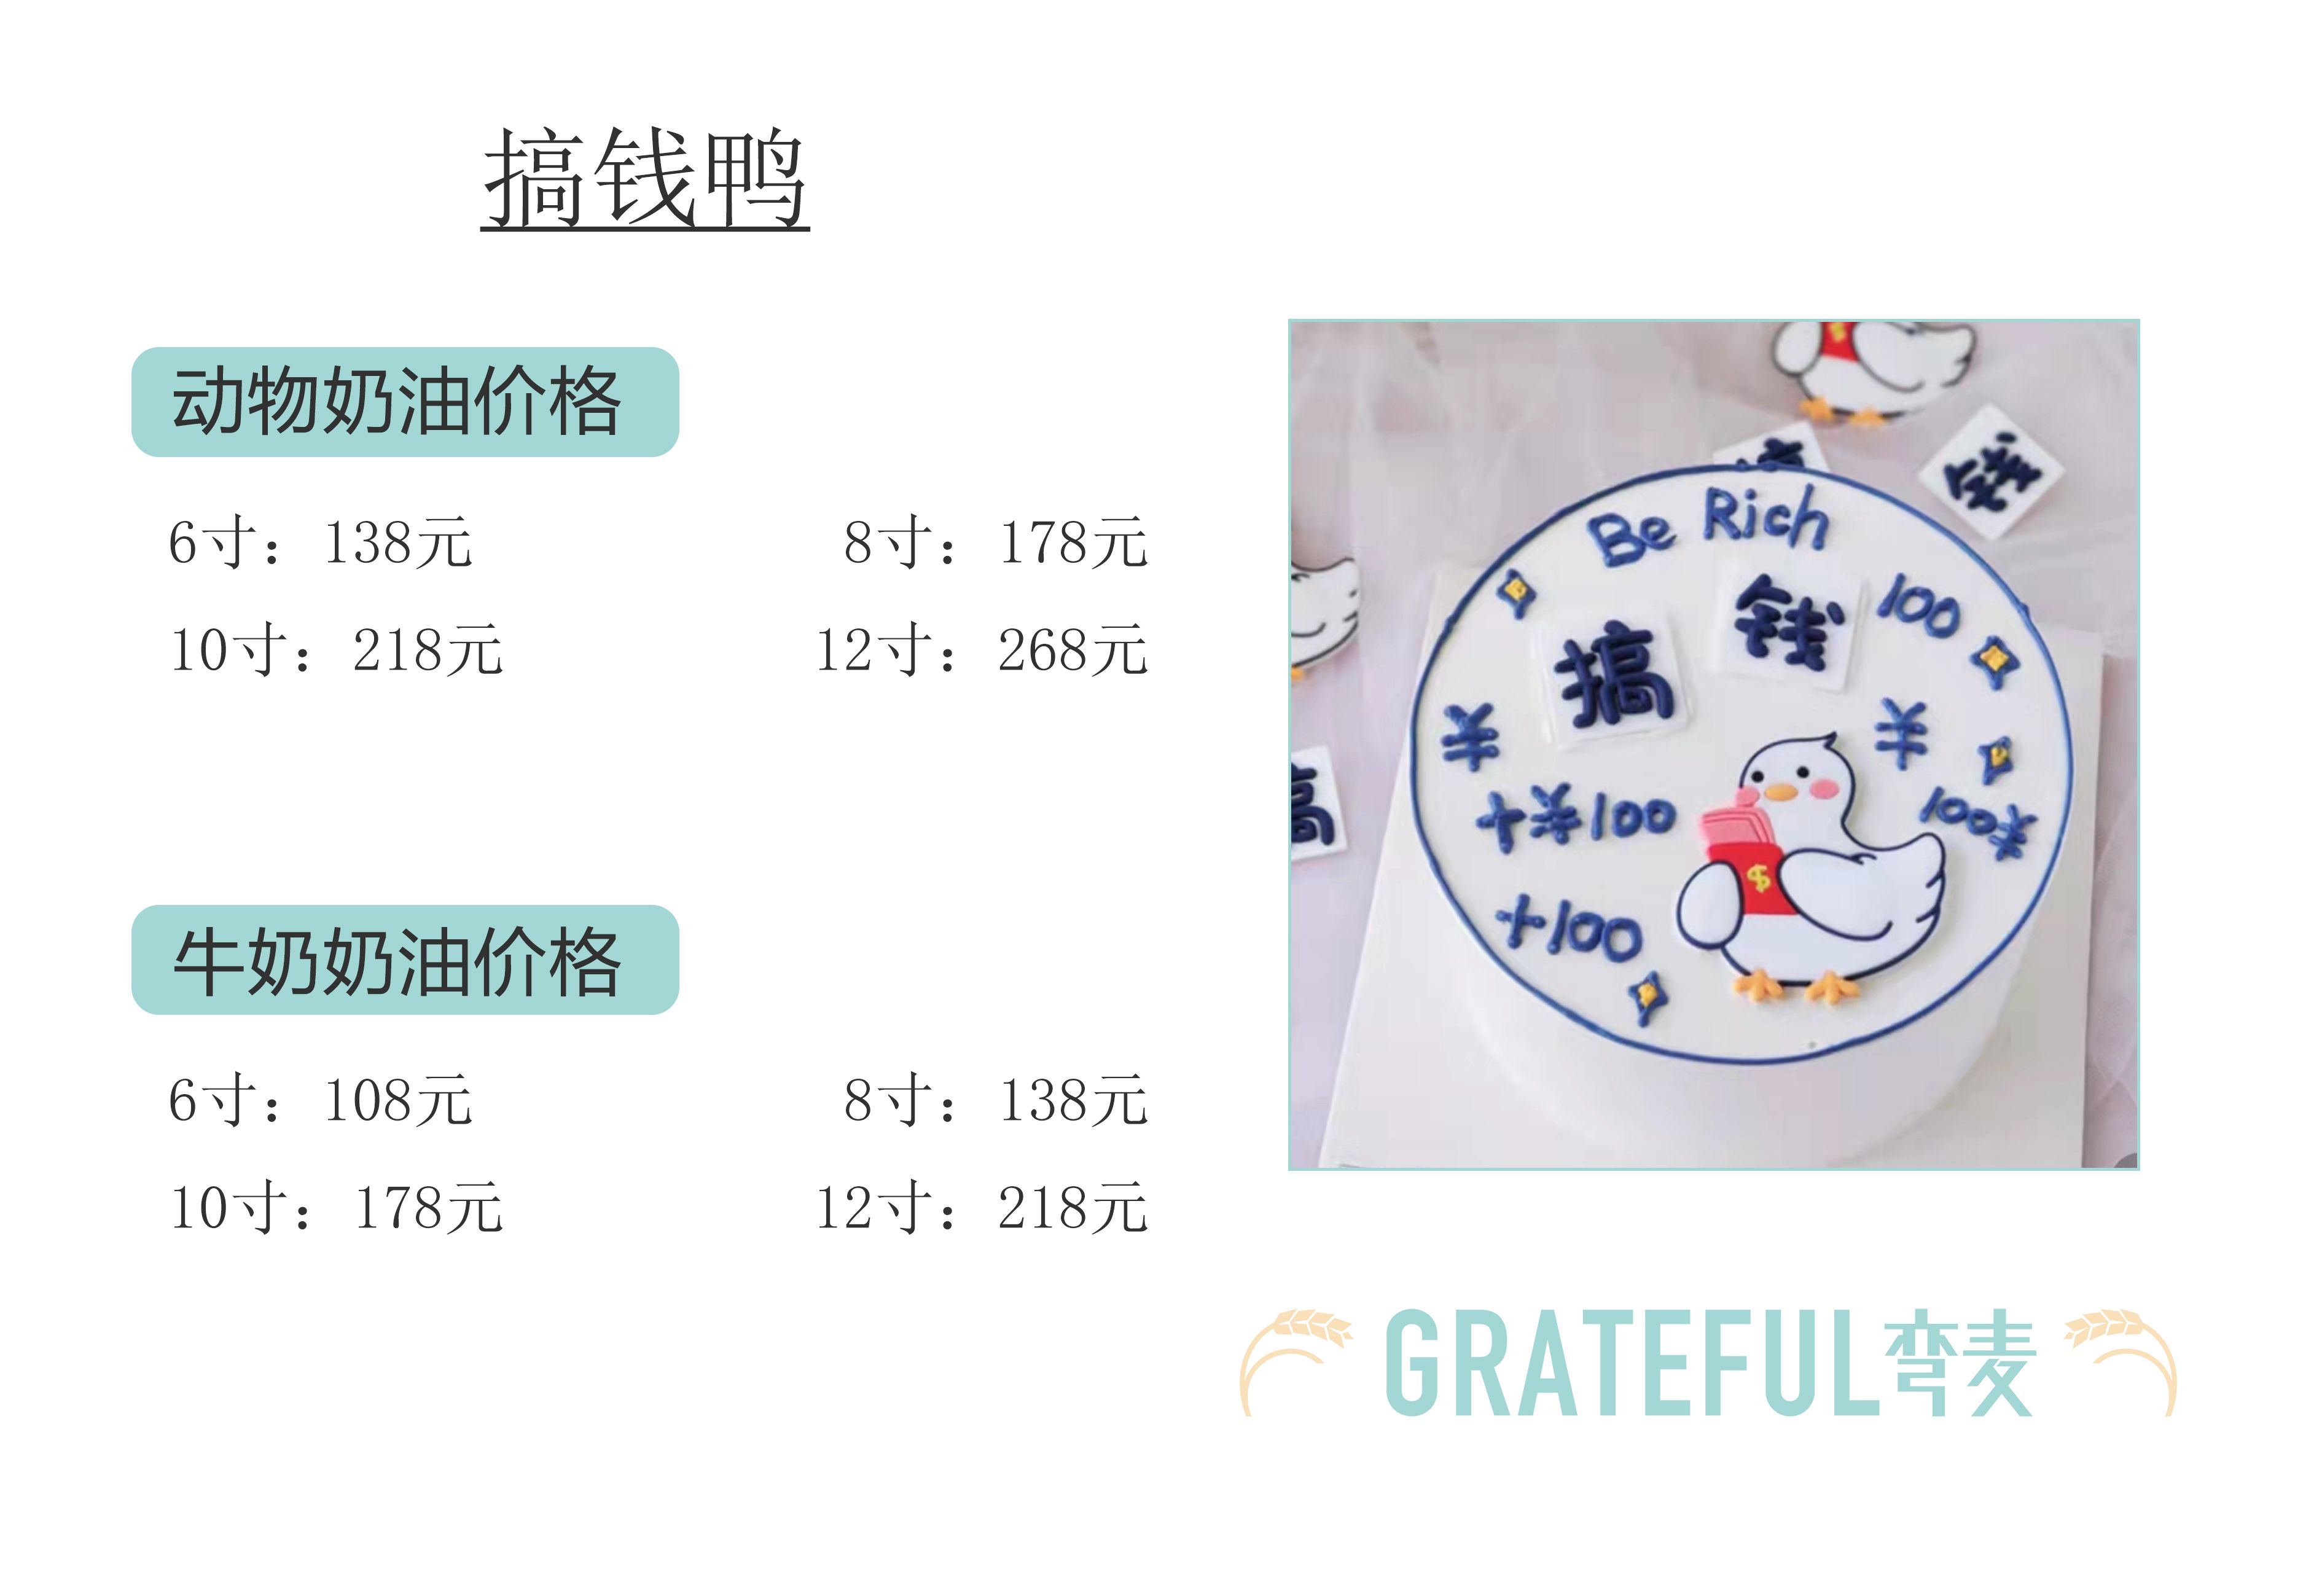 搞钱鸭
动物奶油价格
6寸：138元
8寸：178元
10寸：218元
12寸：268元
牛奶奶油价格
6寸：108元
8寸：138元
10寸：178元
12寸：218元
钱
Be Rich
钱
100
搞
¥
¥
+¥100
100¥
$
+100
GRATEFUL弯麦